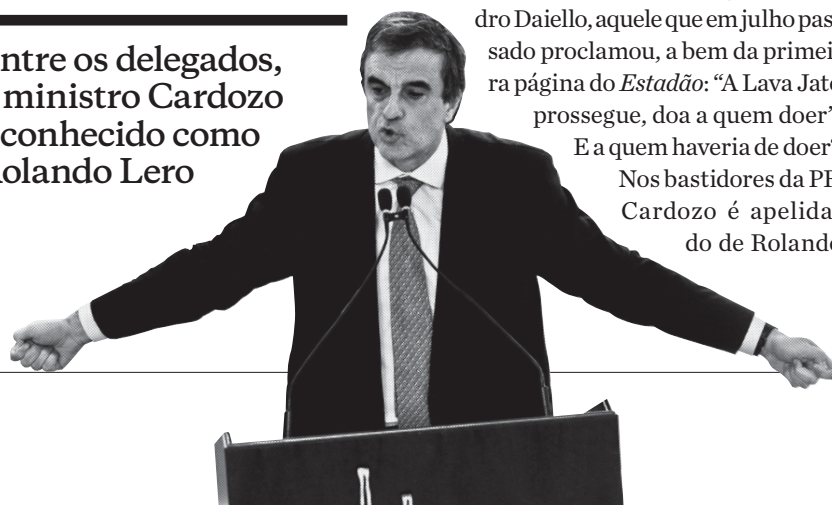 ntre os delegados,
ministro Cardozo
conhecido como
olando Lero
dro Daiello, aquele que em julho pas
sado proclamou, a bem da primei
ra página do Estadão: “A Lava Jato
prossegue, doa a quem doer”
E a quem haveria de doer?
Nos bastidores da PF
Cardozo é apelida
do de Rolando